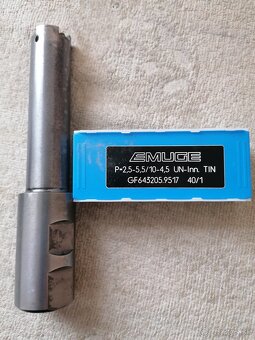 EMUGE
P-2,5-5,5/10-4,5 UN-Inn. TIN
GF643205.9517 40/1